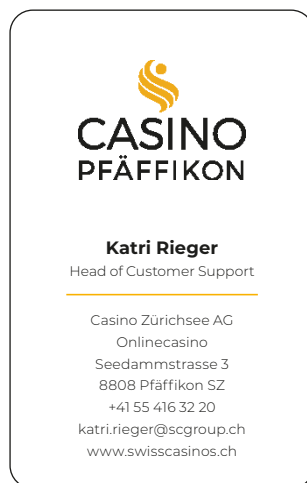 CASINO
PFÄFFIKON
Katri Rieger
Head of Customer Support
Casino Zürichsee AG
Onlinecasino
Seedammstrasse 3
8808 Pfäffikon SZ
+41 55 416 32 20
katri.rieger@scgroup.ch
www.swisscasinos.ch